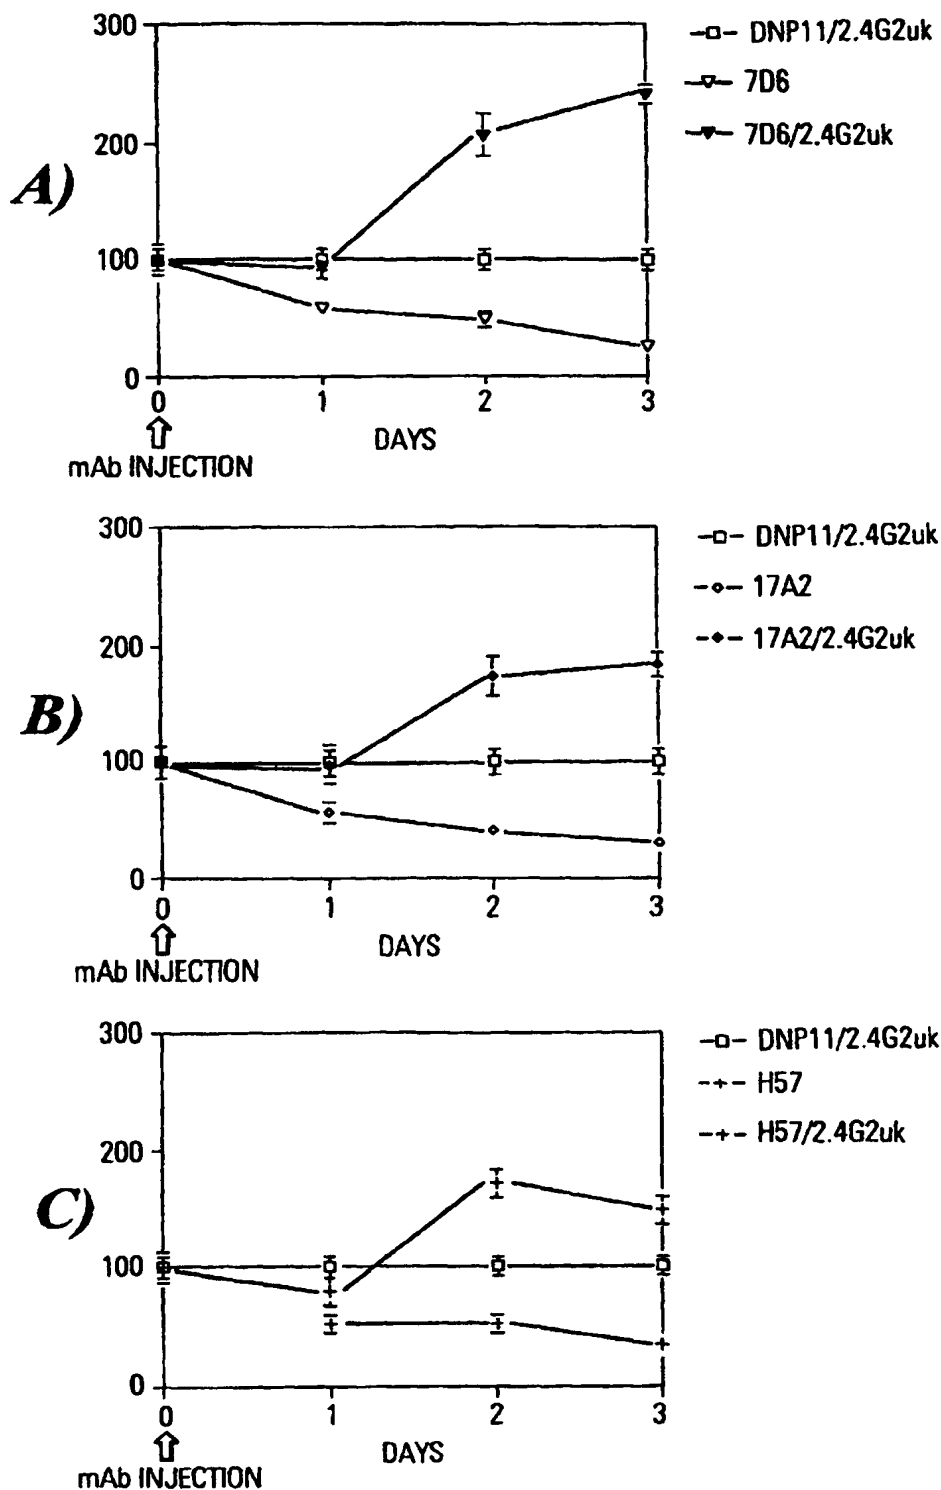 A)
300
200
100
0
0
1
2
3
DAYS
mAb INJECTION
DNP11/2.4G2uk
7D6
7D6/2.4G2uk
B)
300
200
100
0
0
1
2
3
DAYS
mAb INJECTION
DNP11/2.4G2uk
17A2
17A2/2.4G2uk
C)
300
200
100
0
0
1
2
3
DAYS
mAb INJECTION
DNP11/2.4G2uk
H57
H57/2.4G2uk